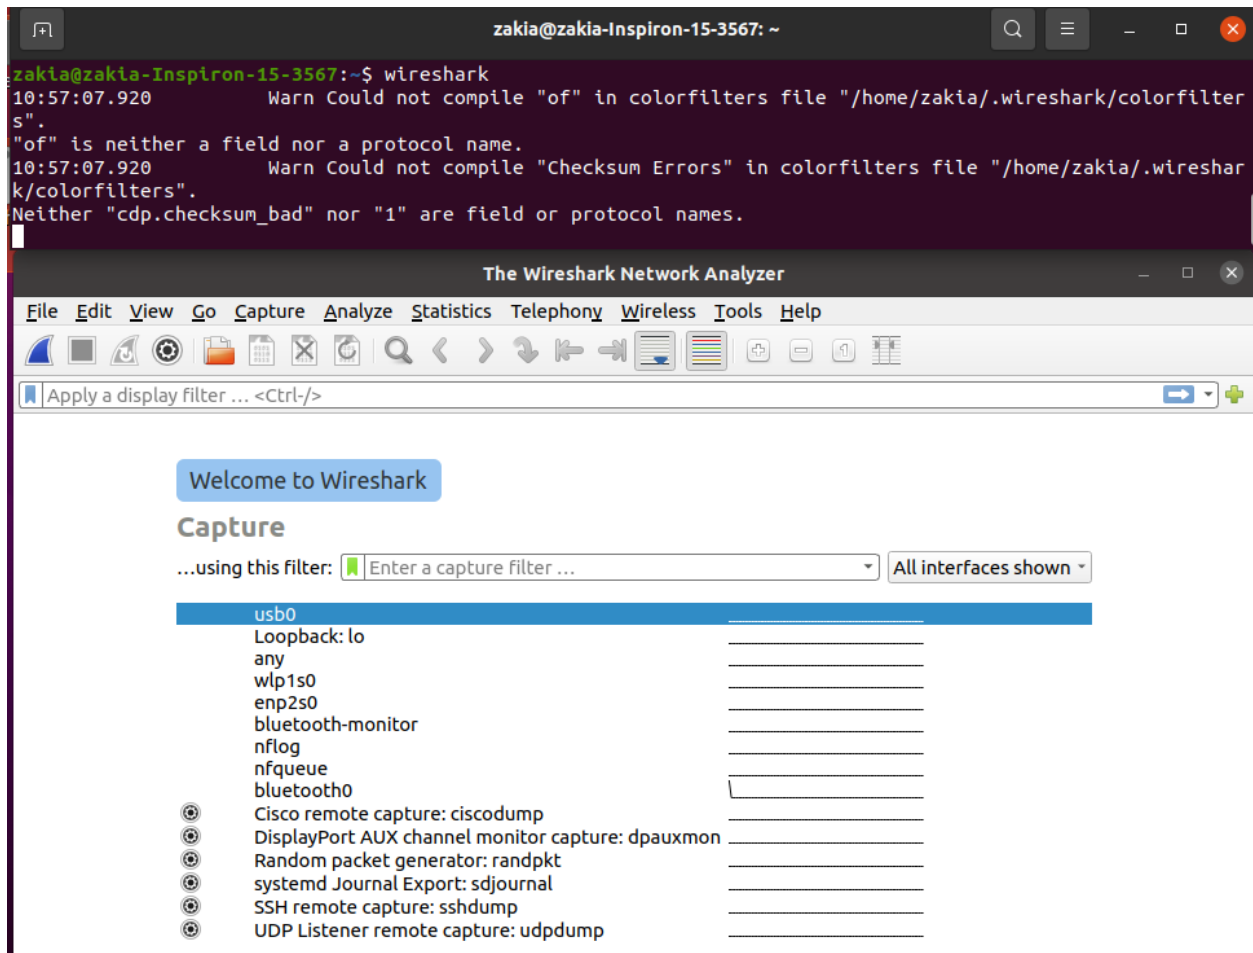 zakia@zakia-Inspiron-15-3567: ~
zakia@zakia-Inspiron-15-3567:~$ wireshark
10:57:07.920          Warn Could not compile "of" in colorfilters file "/home/zakia/.wireshark/colorfilter
s".
"of" is neither a field nor a protocol name.
10:57:07.920          Warn Could not compile "Checksum Errors" in colorfilters file "/home/zakia/.wireshar
k/colorfilters".
Neither "cdp.checksum_bad" nor "1" are field or protocol names.
The Wireshark Network Analyzer
File Edit View Go Capture Analyze Statistics Telephony Wireless Tools Help
Apply a display filter … <Ctrl-/>
Welcome to Wireshark
Capture
…using this filter: Enter a capture filter … All interfaces shown
usb0
Loopback: lo
any
wlp1s0
enp2s0
bluetooth-monitor
nflog
nfqueue
bluetooth0
Cisco remote capture: ciscodump
DisplayPort AUX channel monitor capture: dpauxmon
Random packet generator: randpkt
systemd Journal Export: sdjournal
SSH remote capture: sshdump
UDP Listener remote capture: udpdump